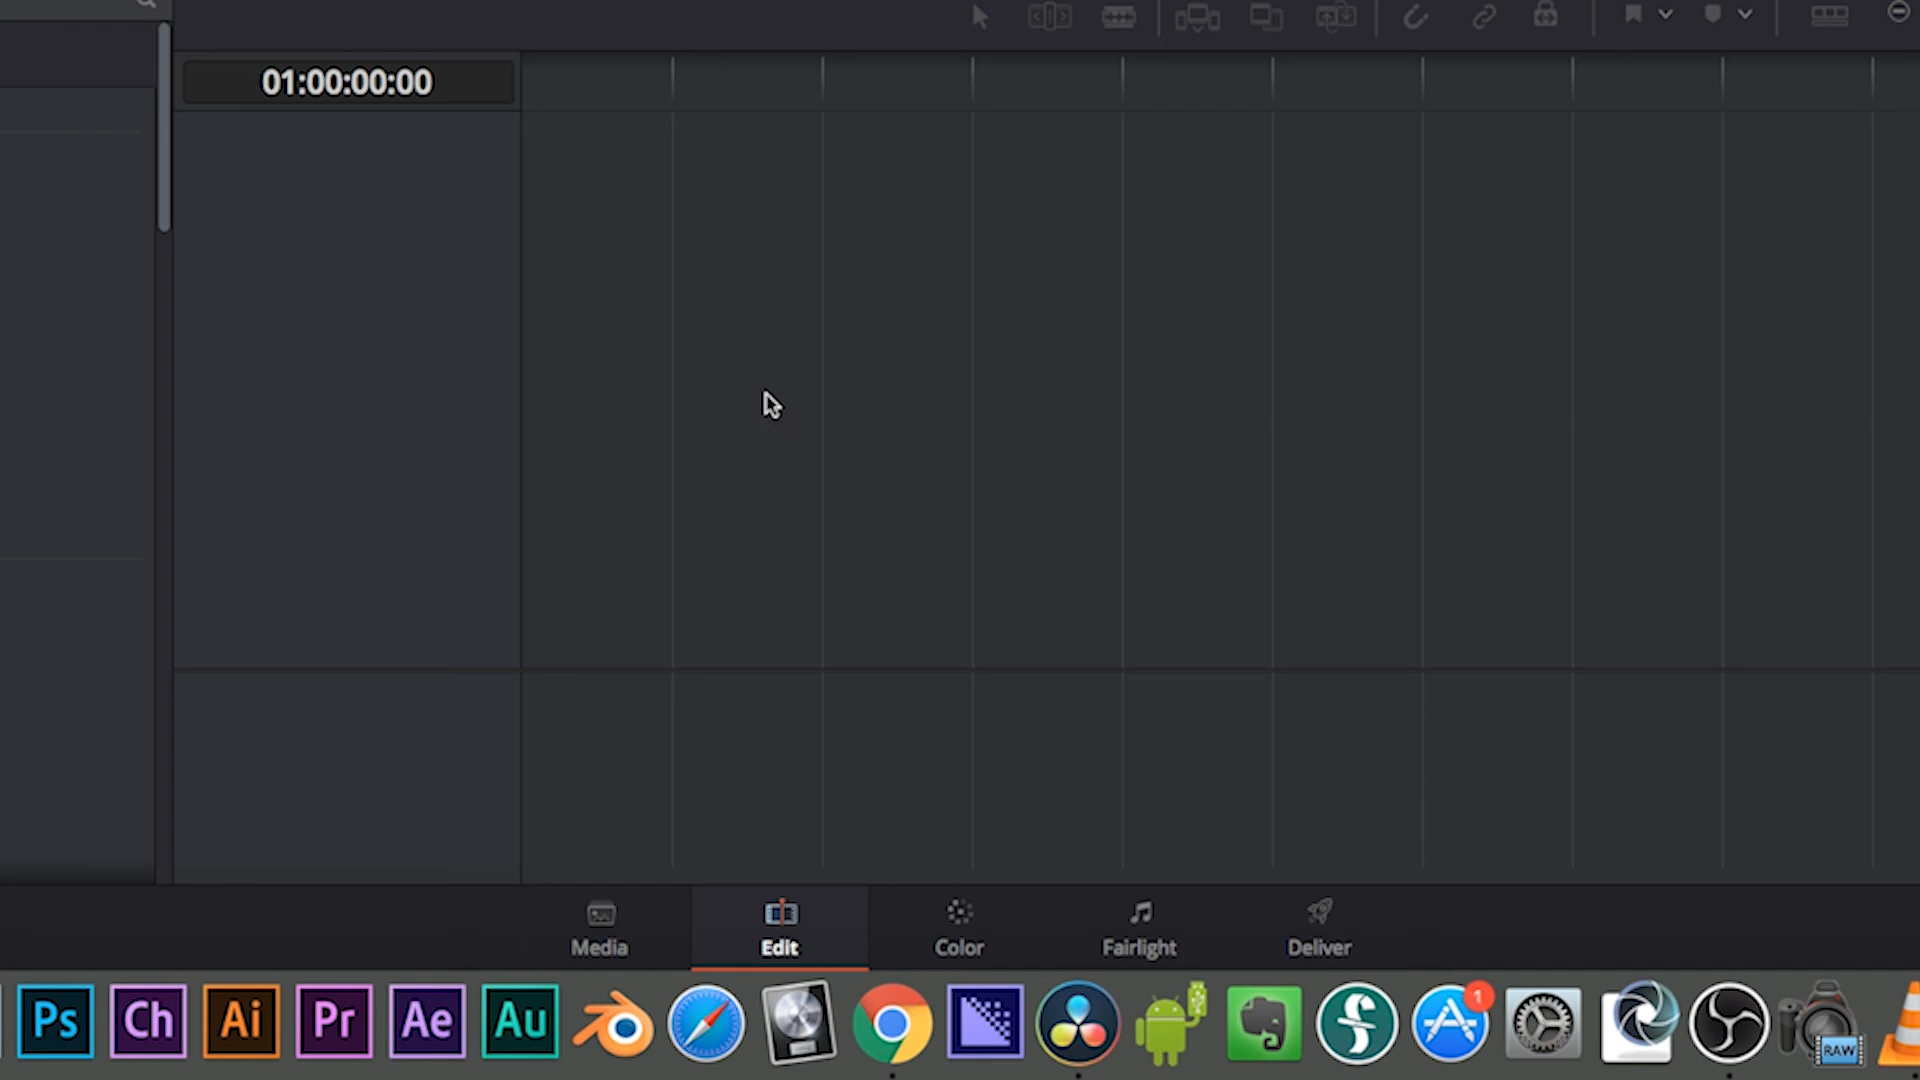 01:00:00:00
Media
Edit
Color
Fairlight
Deliver
Ps
Ch
Ai
Pr
Ae
Au
1
RAW